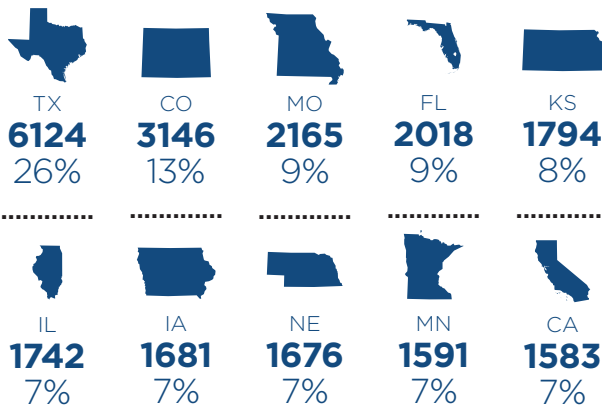 TX CO MO FL KS
6124 3146 2165 2018 1794
26% 13% 9% 9% 8%
IL IA NE MN CA
1742 1681 1676 1591 1583
7% 7% 7% 7% 7%